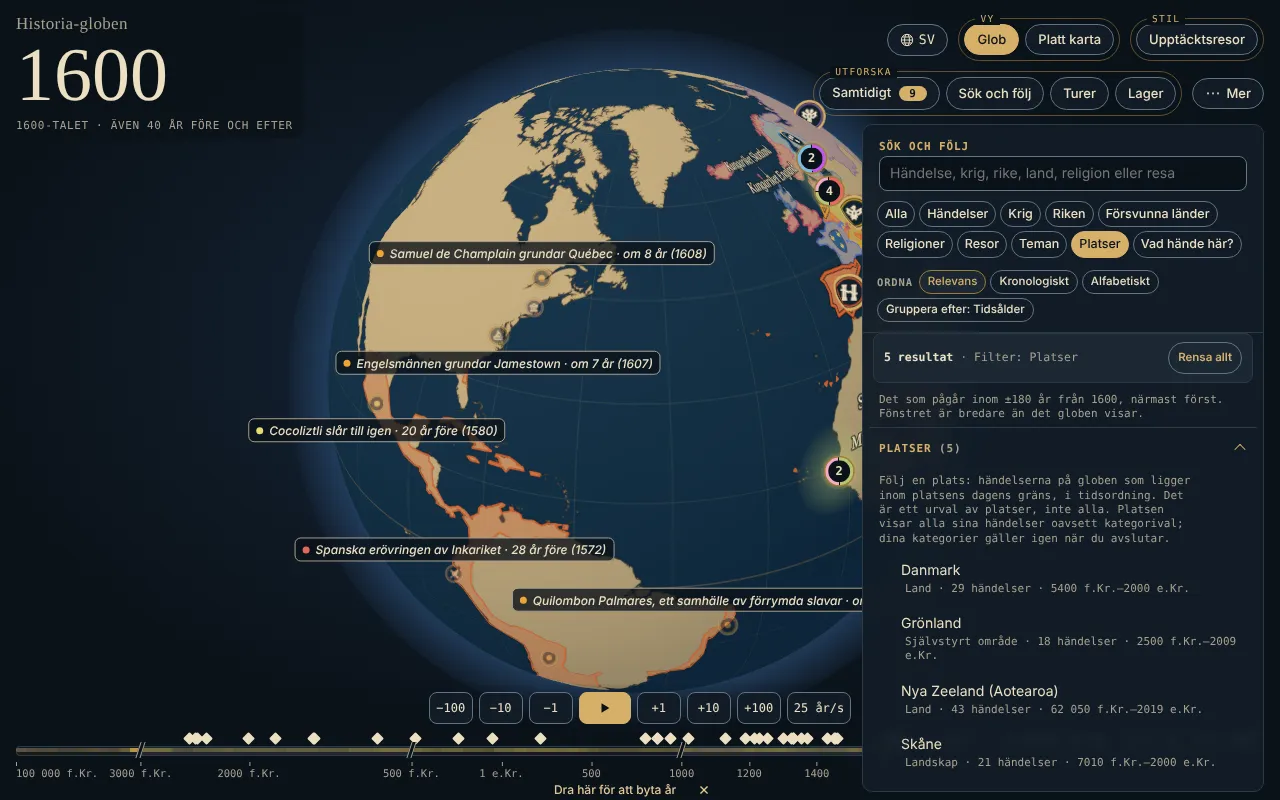 Historia-globen
1600
1600-TALET · ÄVEN 40 ÅR FÖRE OCH EFTER
SV
VY
Glob
Platt karta
STIL
Upptäcktsresor
UTFORSKA
Samtidigt 9
Sök och följ
Turer
Lager
··· Mer
Kungariket Skottland
Kungariket England
2
4
2
Samuel de Champlain grundar Québec · om 8 år (1608)
Engelsmännen grundar Jamestown · om 7 år (1607)
Cocoliztli slår till igen · 20 år före (1580)
Spanska erövringen av Inkariket · 28 år före (1572)
Quilombon Palmares, ett samhälle av förrymda slavar · o
SÖK OCH FÖLJ
Händelse, krig, rike, land, religion eller resa
Alla
Händelser
Krig
Riken
Försvunna länder
Religioner
Resor
Teman
Platser
Vad hände här?
ORDNA
Relevans
Kronologiskt
Alfabetiskt
Gruppera efter: Tidsålder
5 resultat · Filter: Platser
Rensa allt
Det som pågår inom ±180 år från 1600, närmast först.
Fönstret är bredare än det globen visar.
PLATSER (5)
Följ en plats: händelserna på globen som ligger
inom platsens dagens gräns, i tidsordning. Det
är ett urval av platser, inte alla. Platsen
visar alla sina händelser oavsett kategorival;
dina kategorier gäller igen när du avslutar.
Danmark
Land · 29 händelser · 5400 f.Kr.–2000 e.Kr.
Grönland
Självstyrt område · 18 händelser · 2500 f.Kr.–2009
e.Kr.
Nya Zeeland (Aotearoa)
Land · 43 händelser · 62 050 f.Kr.–2019 e.Kr.
Skåne
Landskap · 21 händelser · 7010 f.Kr.–2000 e.Kr.
−100
−10
−1
+1
+10
+100
25 år/s
100 000 f.Kr.
3000 f.Kr.
2000 f.Kr.
500 f.Kr.
1 e.Kr.
500
1000
1200
1400
Dra här för att byta år ✕